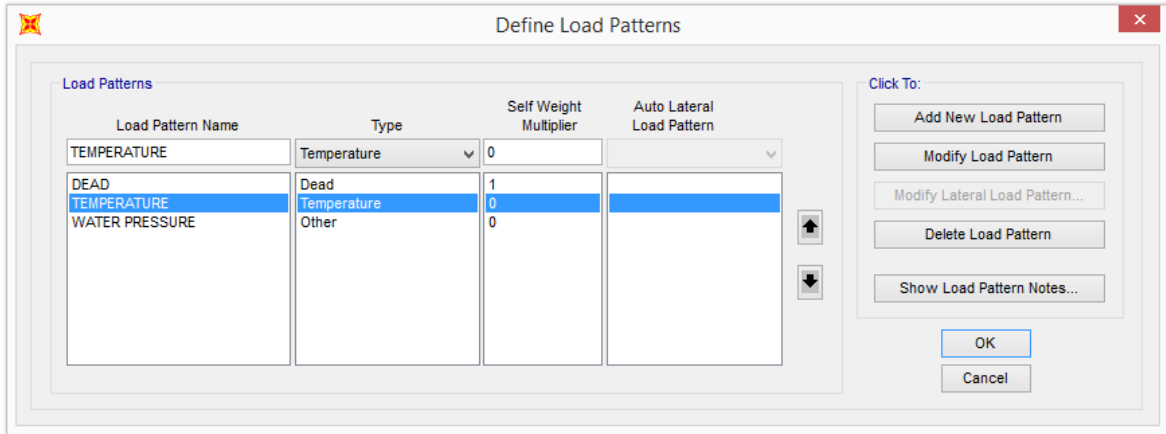 Define Load Patterns
Load Patterns
Click To:
Load Pattern Name
Type
Self Weight
Multiplier
Auto Lateral
Load Pattern
TEMPERATURE Temperature 0
DEAD Dead 1
TEMPERATURE Temperature 0
WATER PRESSURE Other 0
Add New Load Pattern
Modify Load Pattern
Modify Lateral Load Pattern...
Delete Load Pattern
Show Load Pattern Notes...
OK
Cancel